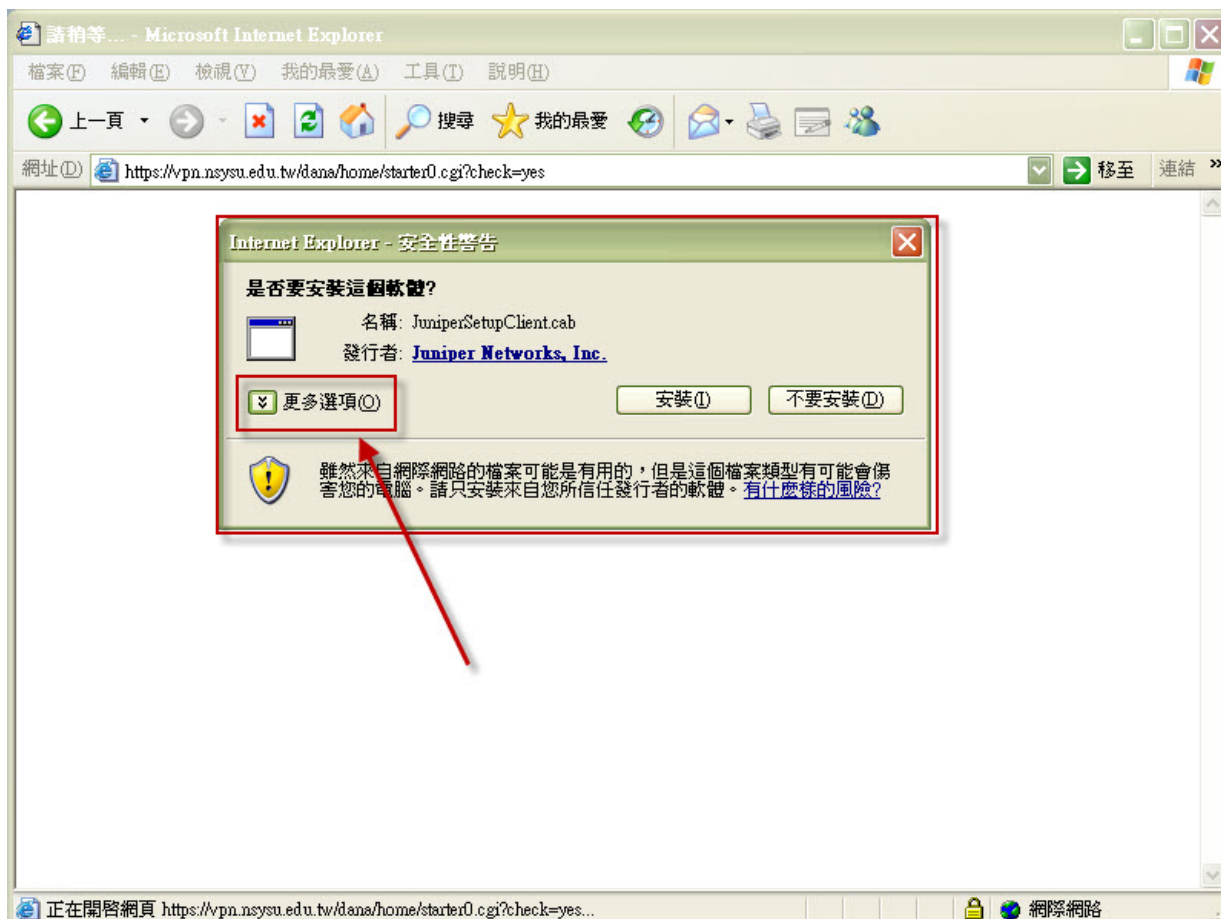 請稍等... - Microsoft Internet Explorer
檔案(F) 編輯(E) 檢視(V) 我的最愛(A) 工具(T) 說明(H)
上一頁 搜尋 我的最愛
網址(D) https://vpn.nsysu.edu.tw/dana/home/starter0.cgi?check=yes 移至 連結 »
Internet Explorer - 安全性警告
是否要安裝這個軟體?
名稱: JuniperSetupClient.cab
發行者: Juniper Networks, Inc.
更多選項(O) 安裝(I) 不要安裝(D)
雖然來自網際網路的檔案可能是有用的，但是這個檔案類型有可能會傷
害您的電腦。請只安裝來自您所信任發行者的軟體。有什麼樣的風險?
正在開啓網頁 https://vpn.nsysu.edu.tw/dana/home/starter0.cgi?check=yes... 網際網路